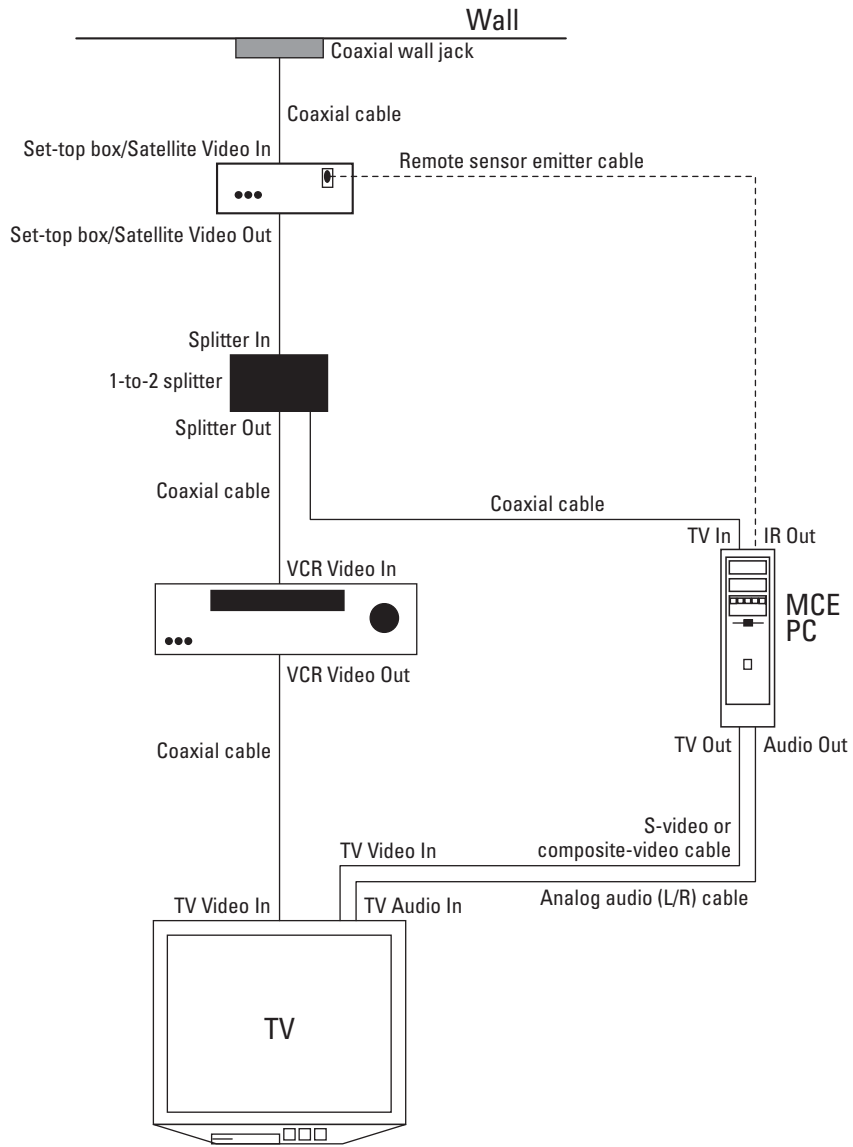 Wall
Coaxial wall jack
Coaxial cable
Set-top box/Satellite Video In
Remote sensor emitter cable
Set-top box/Satellite Video Out
Splitter In
1-to-2 splitter
Splitter Out
Coaxial cable
Coaxial cable
TV In
IR Out
VCR Video In
MCE
PC
VCR Video Out
TV Out
Audio Out
Coaxial cable
S-video or
composite-video cable
TV Video In
Analog audio (L/R) cable
TV Video In
TV Audio In
TV